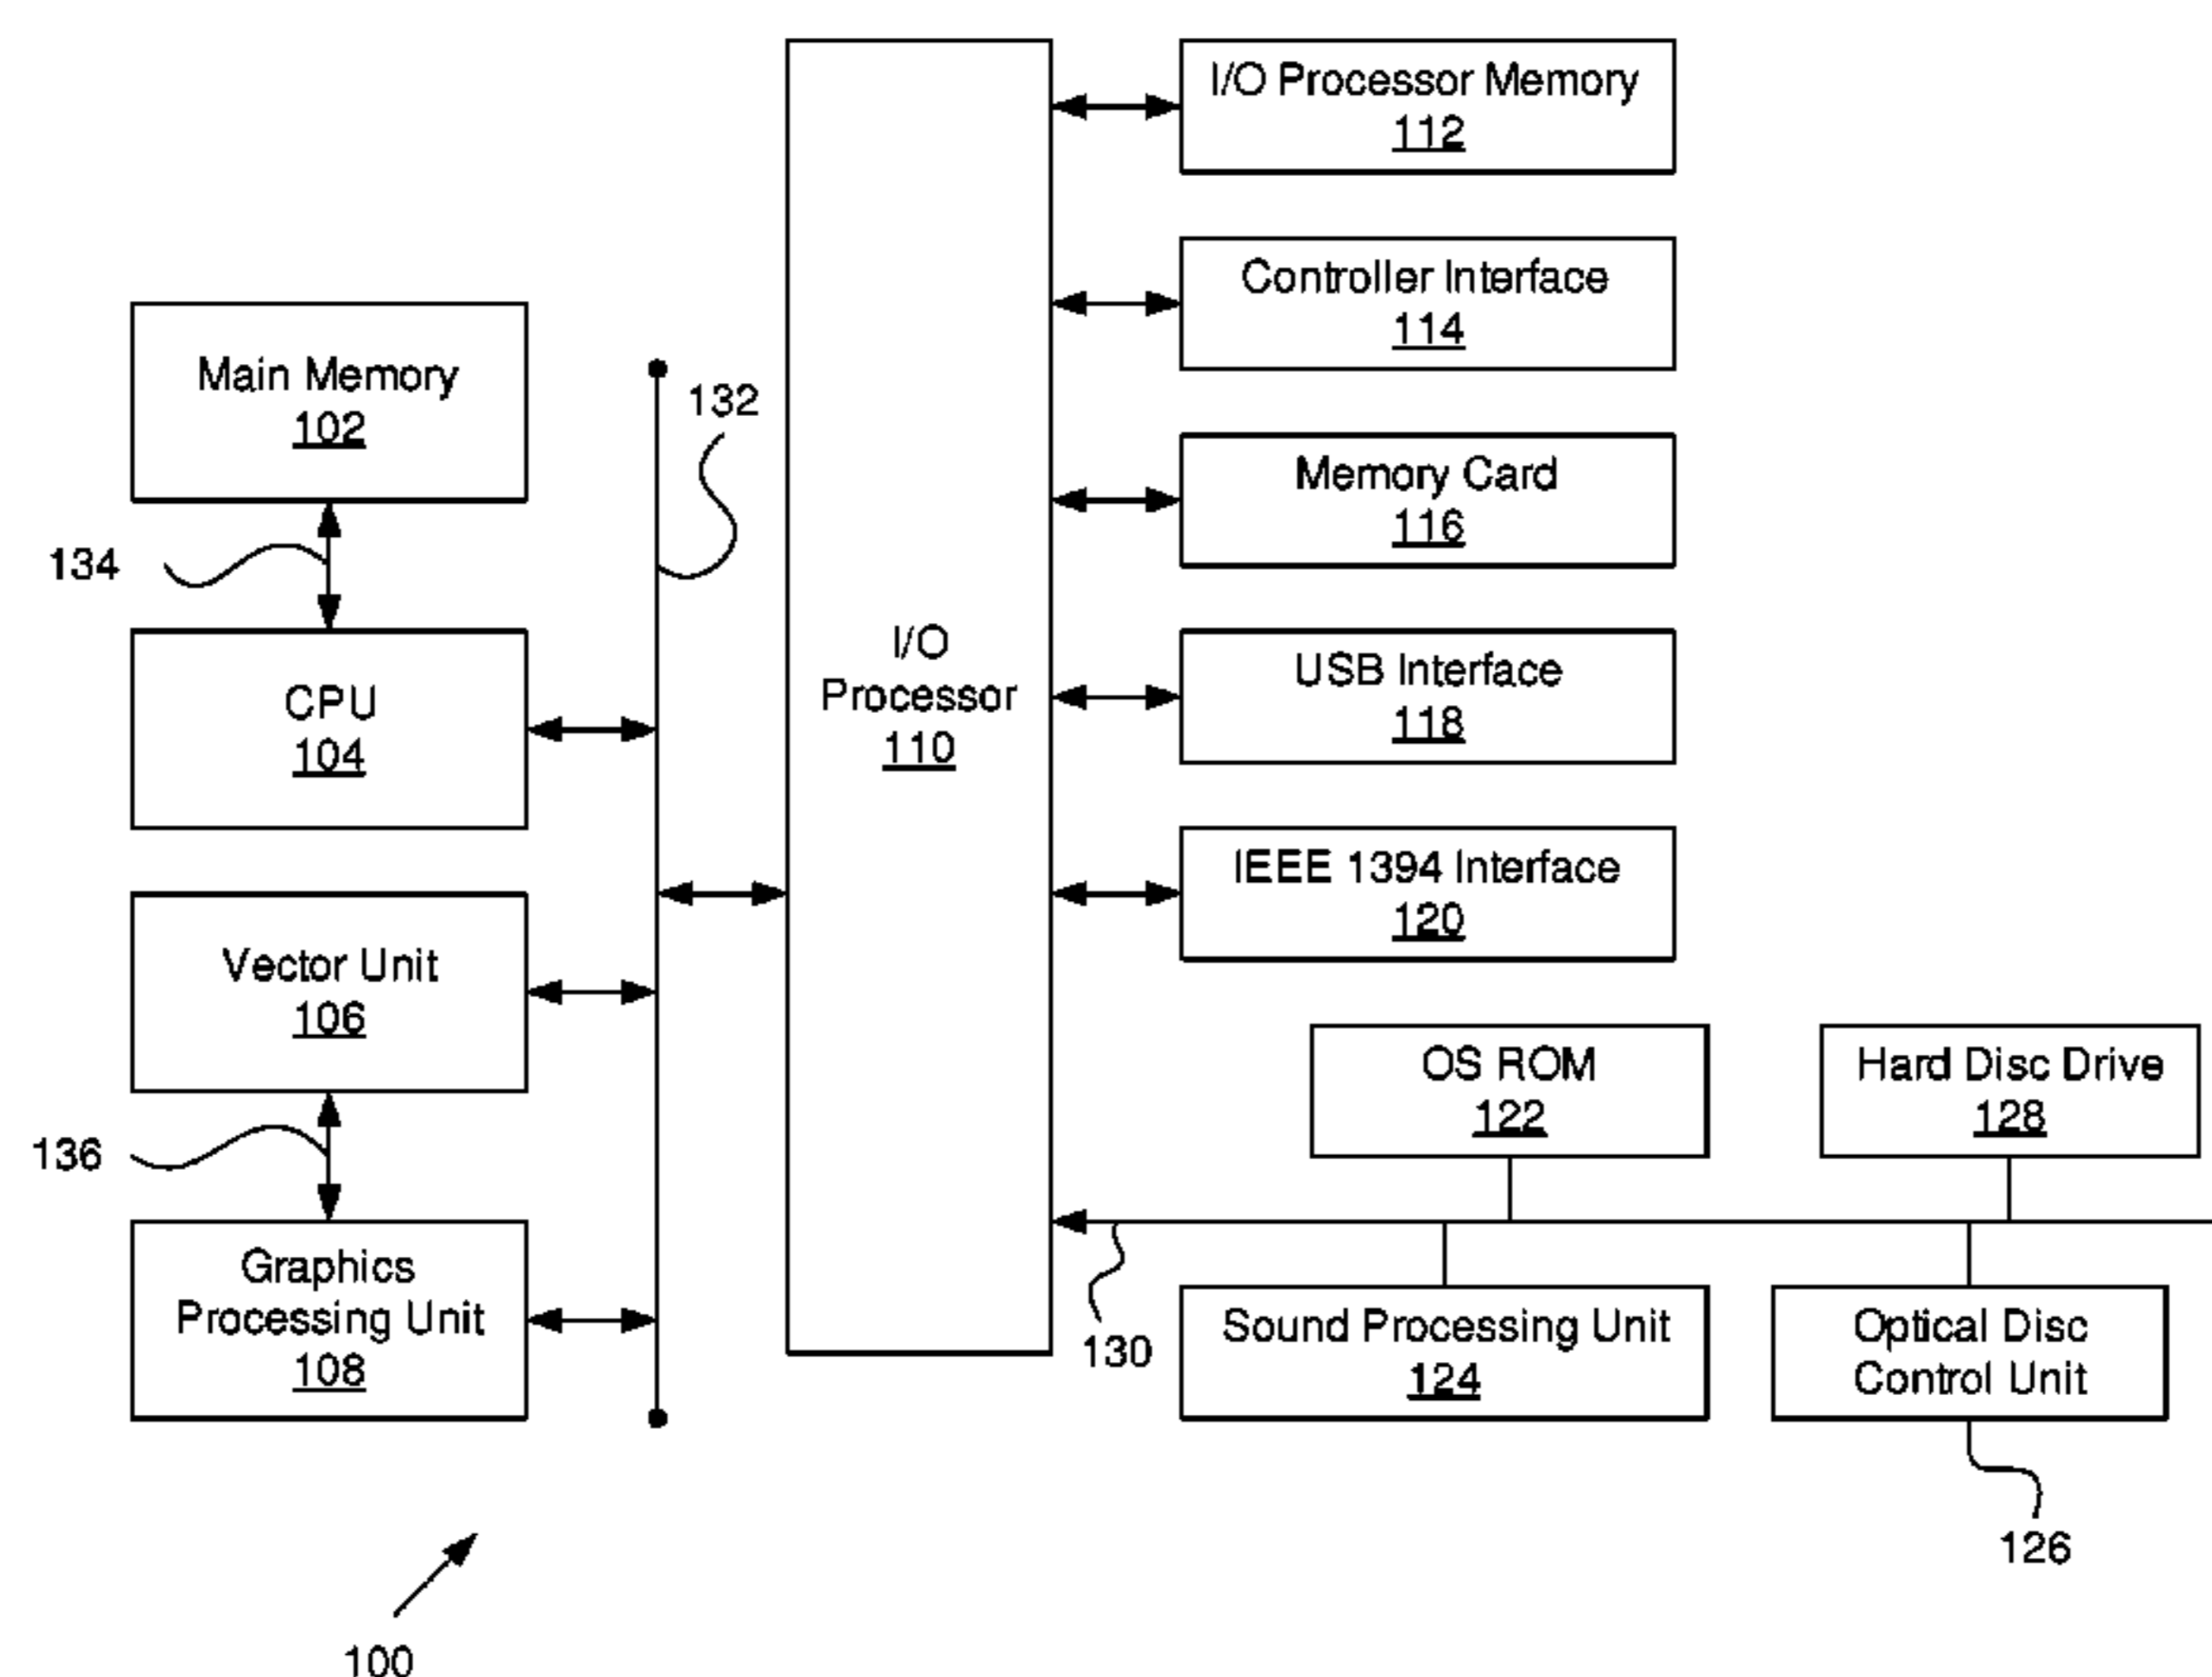 I/O Processor Memory
112
Controller Interface
114
Main Memory
102
132
Memory Card
116
134
I/O
Processor
110
USB Interface
118
CPU
104
IEEE 1394 Interface
120
Vector Unit
106
OS ROM
122
Hard Disc Drive
128
136
Graphics
Processing Unit
108
130
Sound Processing Unit
124
Optical Disc
Control Unit
126
100